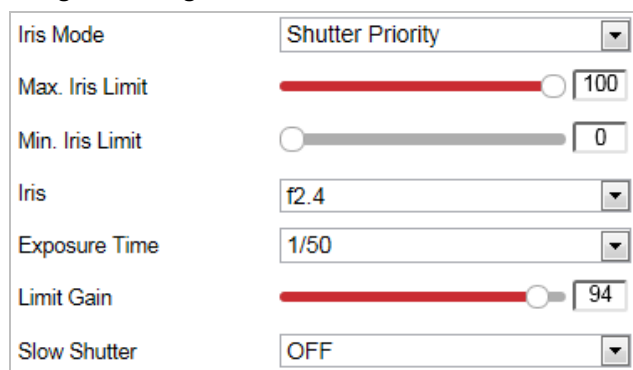 Iris Mode Shutter Priority
Max. Iris Limit 100
Min. Iris Limit 0
Iris f2.4
Exposure Time 1/50
Limit Gain 94
Slow Shutter OFF